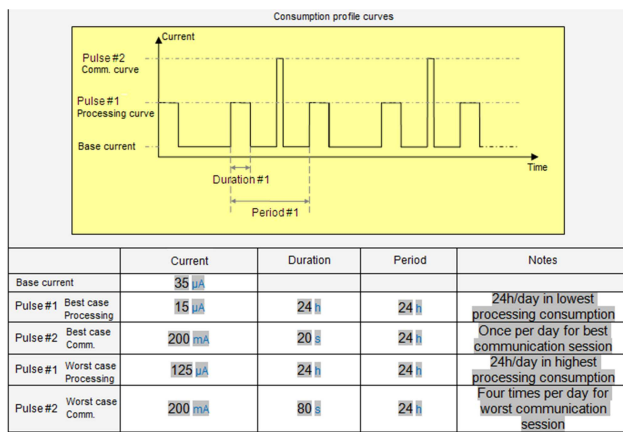 Consumption profile curves
Current
Pulse #2
Comm. curve
Pulse #1
Processing curve
Base current
Time
Duration #1
Period #1
Current Duration Period Notes
Base current 35 µA
Pulse #1 Best case Processing 15 µA 24 h 24 h 24h/day in lowest processing consumption
Pulse #2 Best case Comm. 200 mA 20 s 24 h Once per day for best communication session
Pulse #1 Worst case Processing 125 µA 24 h 24 h 24h/day in highest processing consumption
Pulse #2 Worst case Comm. 200 mA 80 s 24 h Four times per day for worst communication session